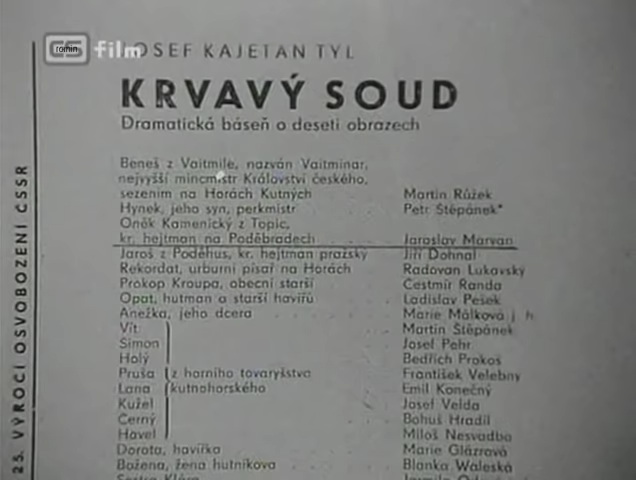 romin
CS film
JOSEF KAJETAN TYL
KRVAVÝ SOUD
Dramatická báseň o deseti obrazech
Beneš z Vaitmile, nazván Vaitminar,
nejvyšší mincmistr Království českého,
sezením na Horách Kutných Martin Růžek
Hynek, jeho syn, perkmistr Petr Štěpánek*
Oněk Kamenický z Topic,
kr. hejtman na Poděbradech Jaroslav Marvan
Jaroš z Poděhus, kr. hejtman pražský Jiří Dohnal
Rekordat, urburní písař na Horách Radovan Lukavský
Prokop Kroupa, obecní starší Čestmír Řanda
Opat, hutman a starší havířů Ladislav Pešek
Anežka, jeho dcera Marie Málková j. h.
Vít Martin Štěpánek
Šimon Josef Pehr
Holý Bedřich Prokoš
Pruša z horního tovaryšstva František Velebný
Lana kutnohorského Emil Konečný
Kužel Josef Velda
Černý Bohuš Hradil
Havel Miloš Nesvadba
Dorota, havířka Marie Glázrová
Božena, žena hutníkova Blanka Waleská
25. VÝROČÍ OSVOBOZENÍ ČSSR